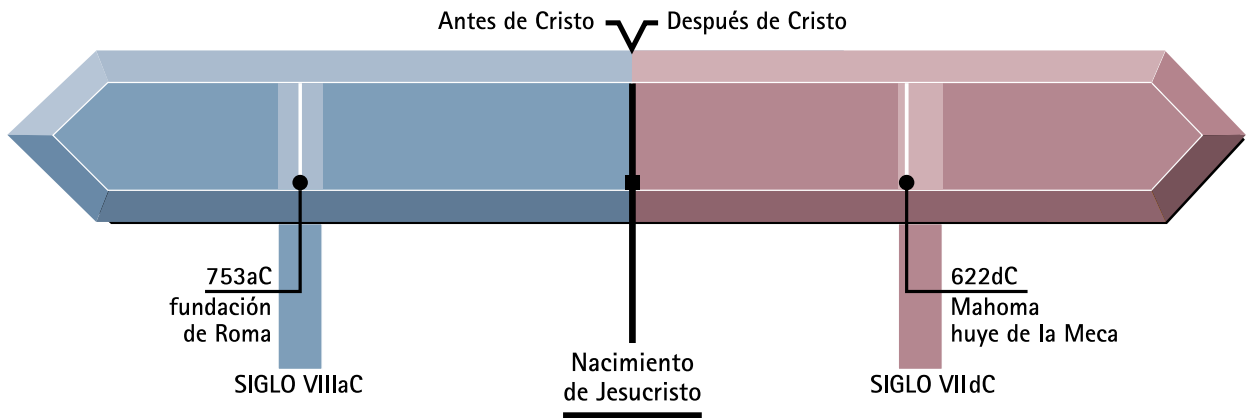 Antes de Cristo Después de Cristo
753aC
fundación
de Roma
SIGLO VIIIaC
Nacimiento
de Jesucristo
622dC
Mahoma
huye de la Meca
SIGLO VIIdC